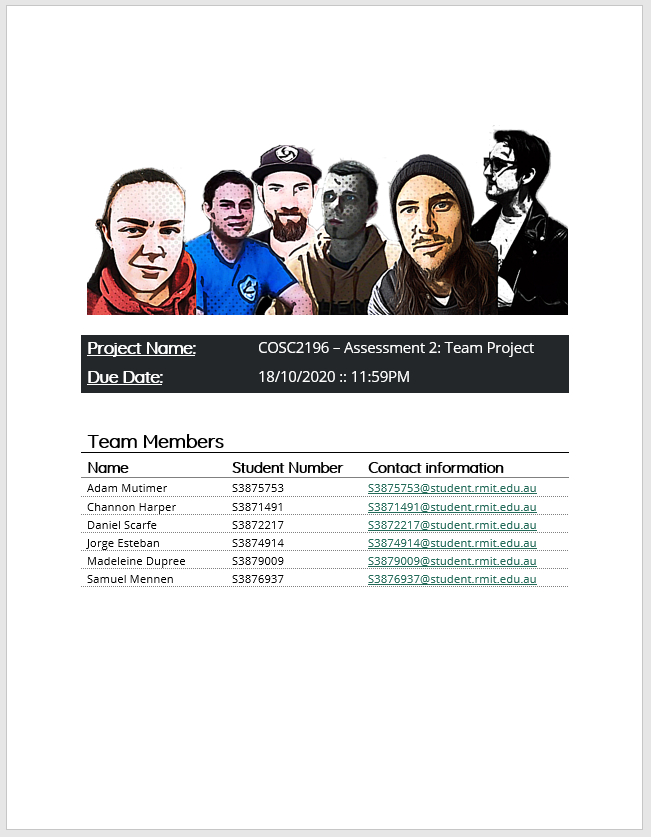 Project Name: COSC2196 – Assessment 2: Team Project
Due Date: 18/10/2020 :: 11:59PM
Team Members
Name Student Number Contact information
Adam Mutimer S3875753 S3875753@student.rmit.edu.au
Channon Harper S3871491 S3871491@student.rmit.edu.au
Daniel Scarfe S3872217 S3872217@student.rmit.edu.au
Jorge Esteban S3874914 S3874914@student.rmit.edu.au
Madeleine Dupree S3879009 S3879009@student.rmit.edu.au
Samuel Mennen S3876937 S3876937@student.rmit.edu.au